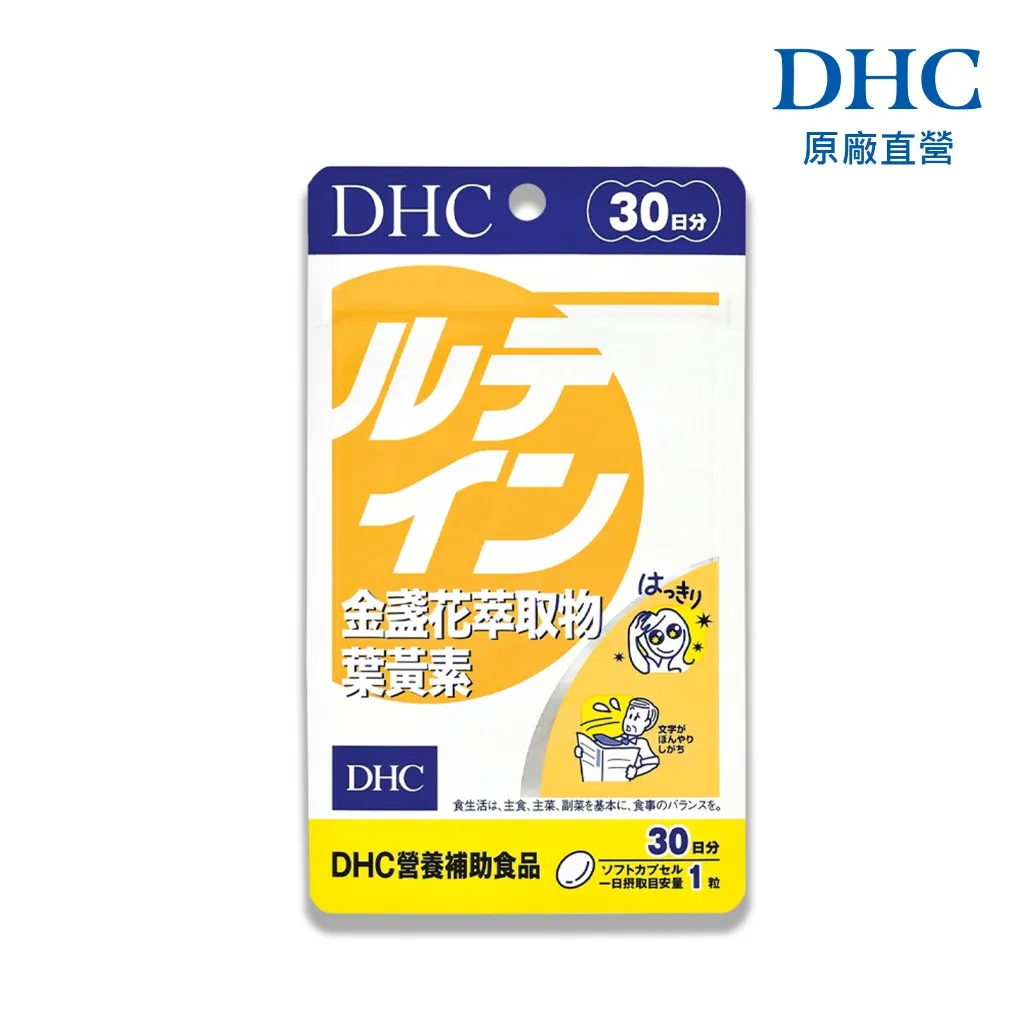 DHC
原廠直營
DHC
30日分
ルテ
イン
金盞花萃取物
葉黃素
はっきり
文字が
ぼんやり
しがち
DHC
食生活は、主食、主菜、副菜を基本に、食事のバランスを。
DHC營養補助食品
30日分
ソフトカプセル
一日摂取目安量 1粒